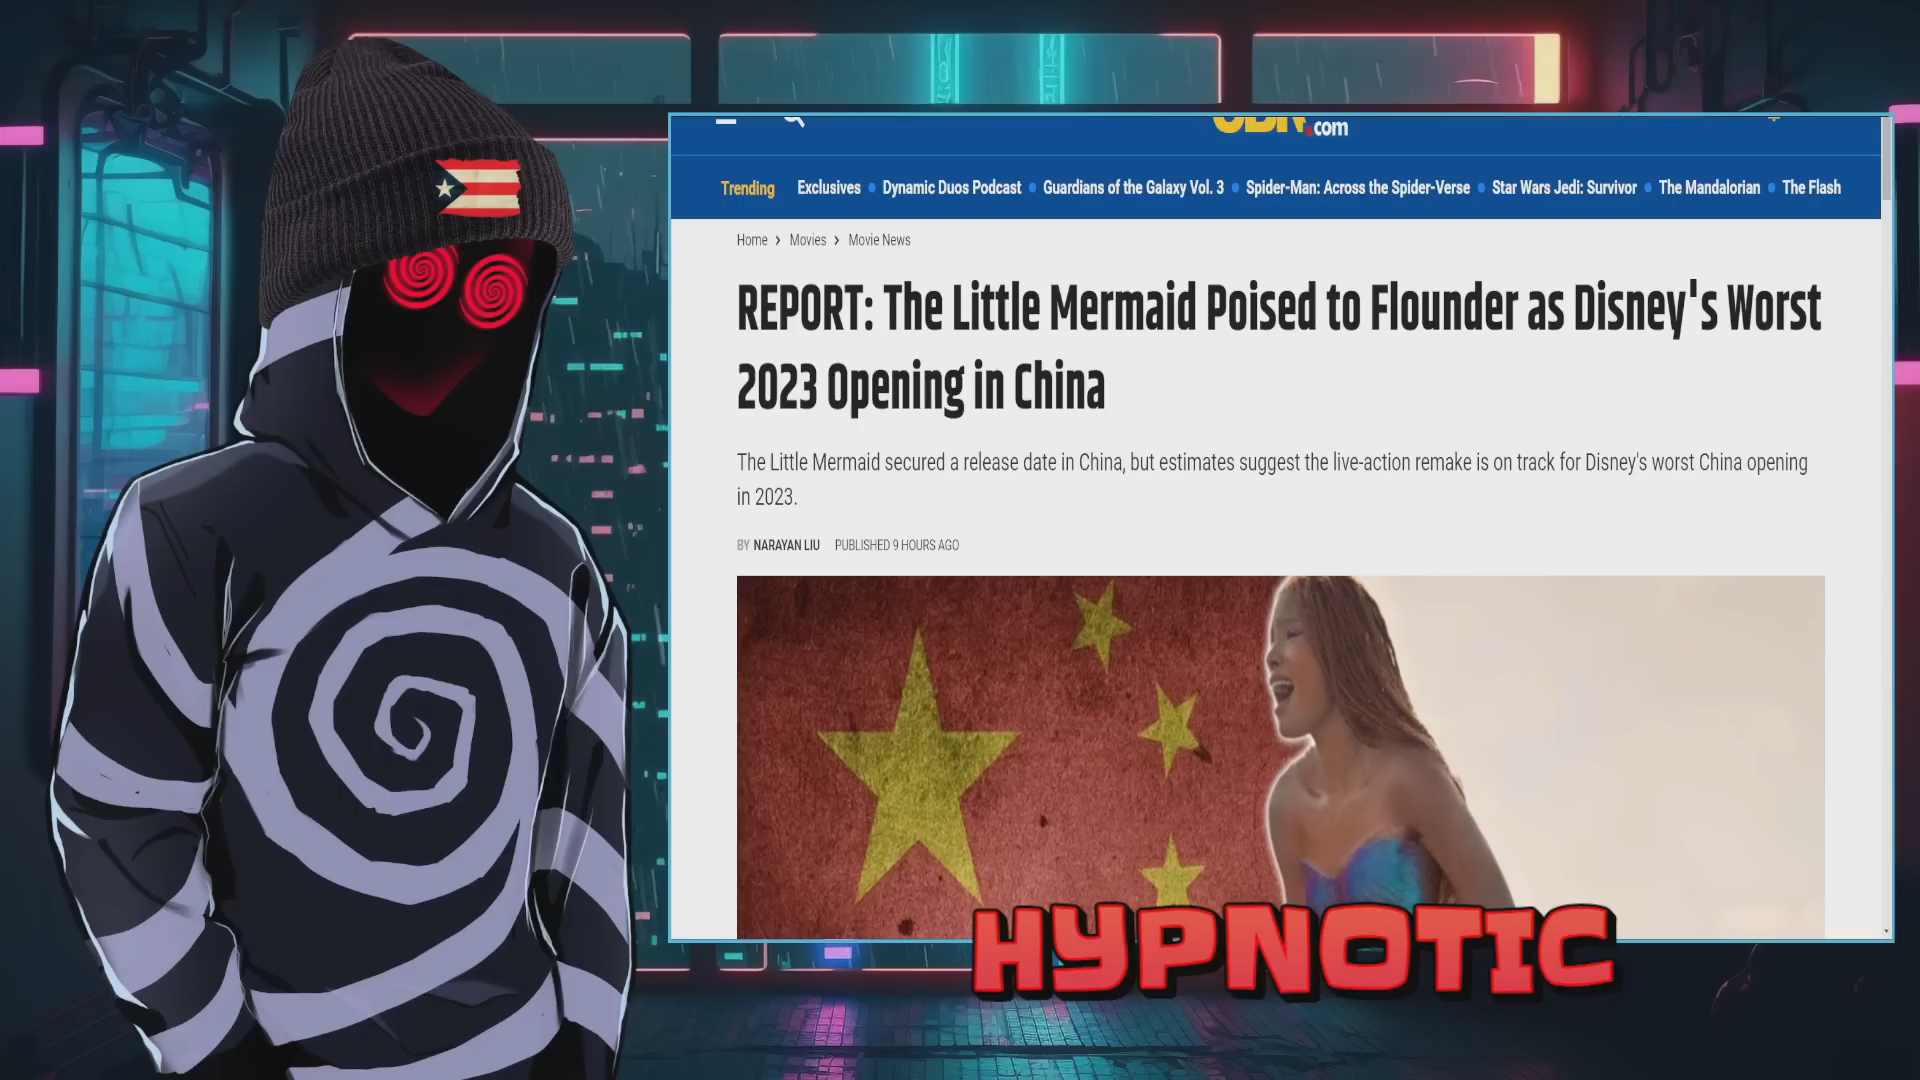 .com
Trending Exclusives Dynamic Duos Podcast Guardians of the Galaxy Vol. 3 Spider-Man: Across the Spider-Verse Star Wars Jedi: Survivor The Mandalorian The Flash
Home > Movies > Movie News
REPORT: The Little Mermaid Poised to Flounder as Disney's Worst
2023 Opening in China
The Little Mermaid secured a release date in China, but estimates suggest the live-action remake is on track for Disney's worst China opening
in 2023.
BY NARAYAN LIU PUBLISHED 9 HOURS AGO
HYPNOTIC